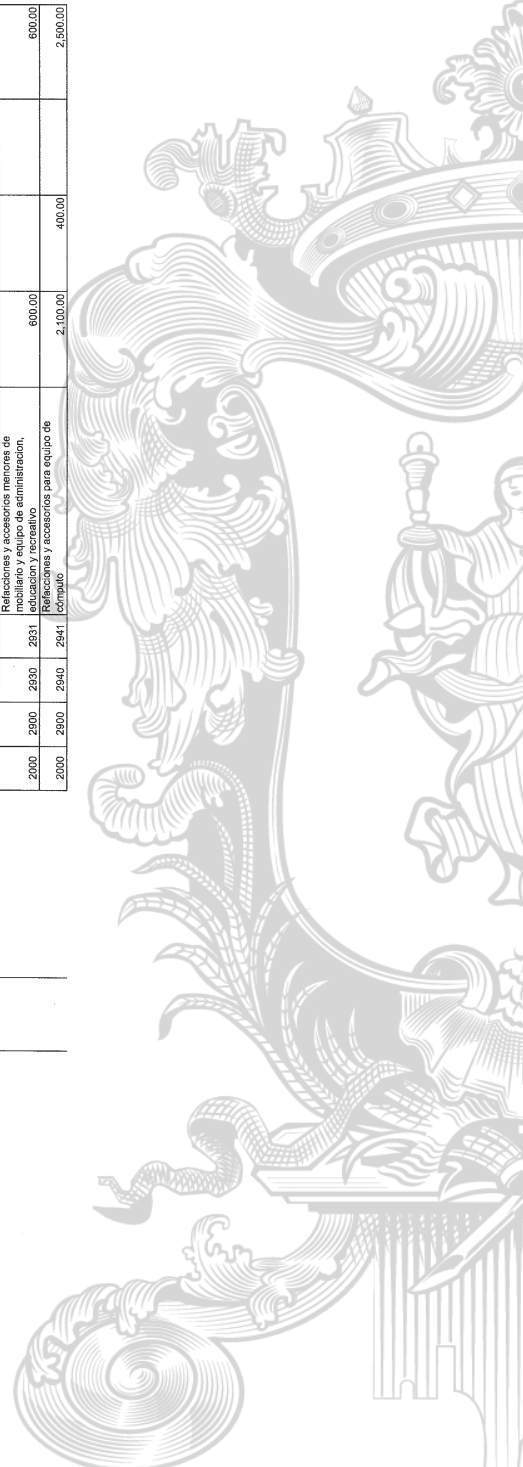 2000 2900 2930 2931 Refacciones y accesorios menores de
mobiliario y equipo de administracion,
educacion y recreativo 600.00 600.00
2000 2900 2940 2941 Refacciones y accesorios para equipo de
cómputo 2,100.00 400.00 2,500.00